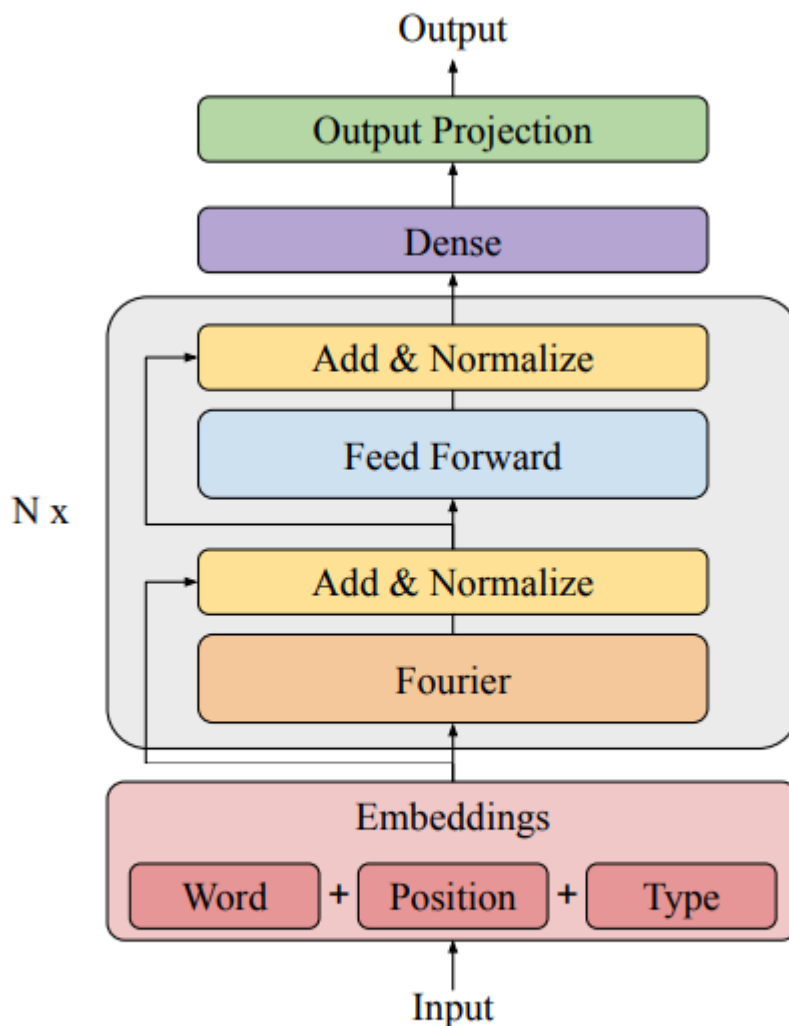 Output
Output Projection
Dense
Add & Normalize
Feed Forward
N x
Add & Normalize
Fourier
Embeddings
Word + Position + Type
Input